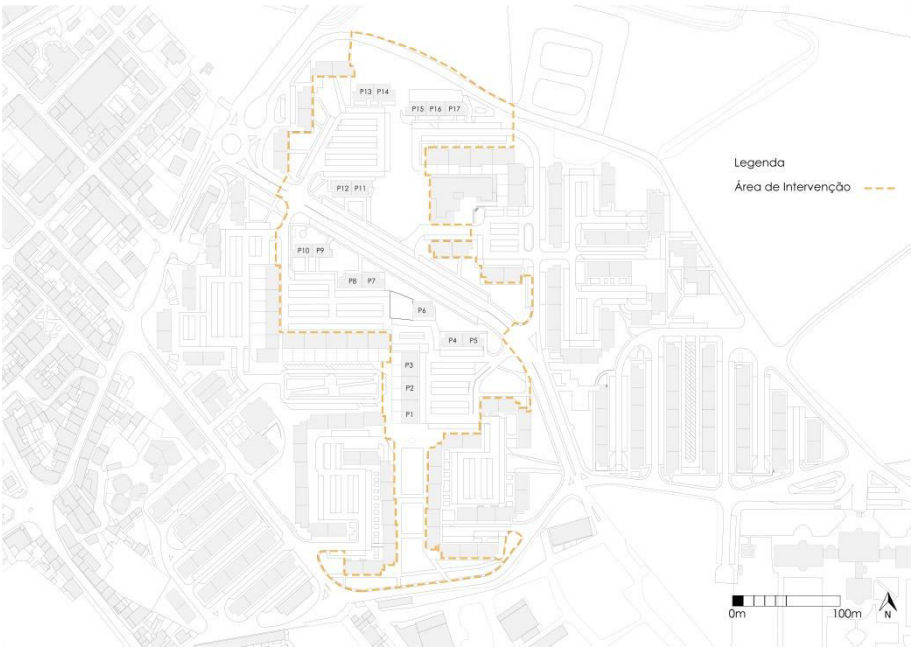 P13 P14
P15 P16 P17
Legenda
Área de Intervenção
P12 P11
P10 P9
P8 P7
P6
P4 P5
P3
P2
P1
0m 100m N